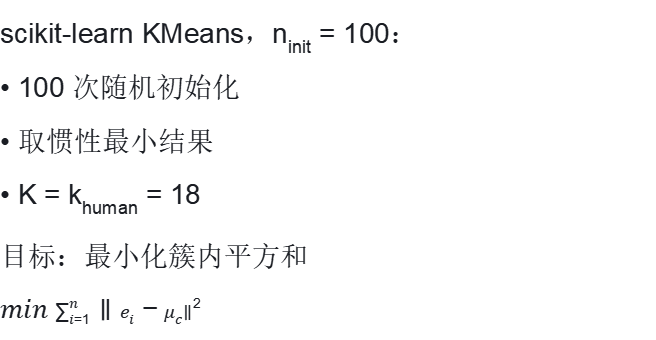 scikit-learn KMeans，n_init = 100：
• 100 次随机初始化
• 取惯性最小结果
• K = k_human = 18
目标：最小化簇内平方和
min ∑_{i=1}^{n} ‖ e_i − μ_c‖²